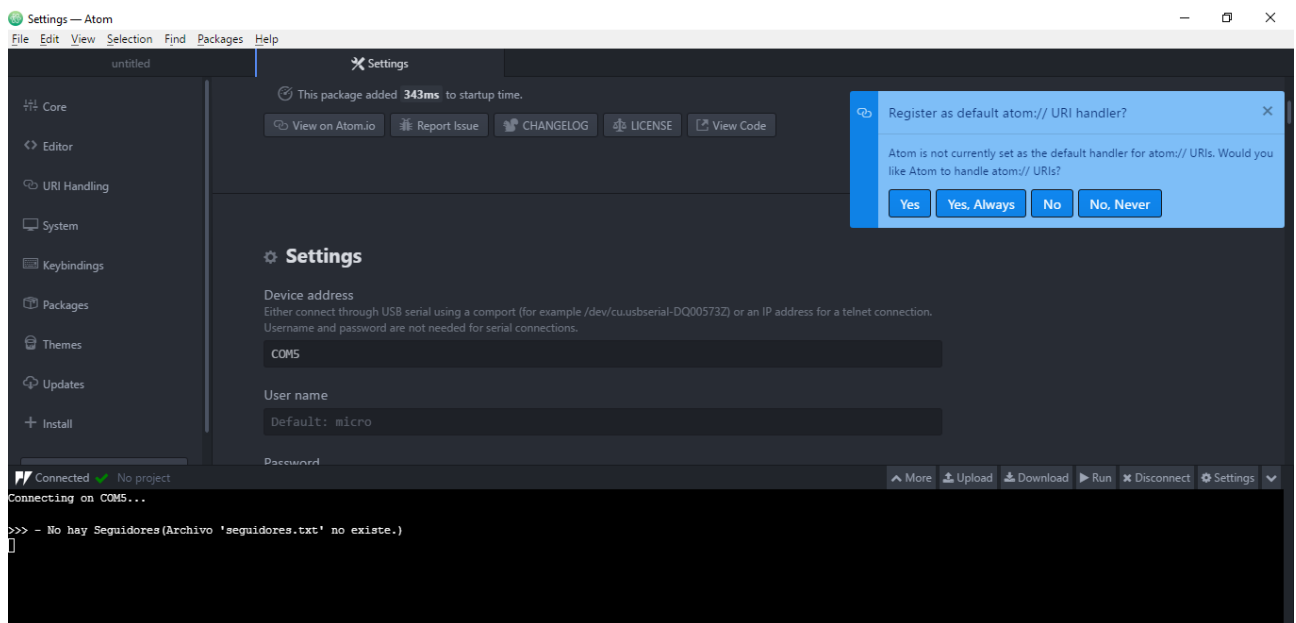 Settings — Atom
File Edit View Selection Find Packages Help
untitled
Settings
Core
Editor
URI Handling
System
Keybindings
Packages
Themes
Updates
Install
This package added 343ms to startup time.
View on Atom.io Report Issue CHANGELOG LICENSE View Code
Settings
Device address
Either connect through USB serial using a comport (for example /dev/cu.usbserial-DQ00573Z) or an IP address for a telnet connection.
Username and password are not needed for serial connections.
COM5
User name
Default: micro
Password
Register as default atom:// URI handler?
Atom is not currently set as the default handler for atom:// URIs. Would you
like Atom to handle atom:// URIs?
Yes Yes, Always No No, Never
Connected No project
More Upload Download Run Disconnect Settings
Connecting on COM5...
>>> - No hay Seguidores(Archivo 'seguidores.txt' no existe.)